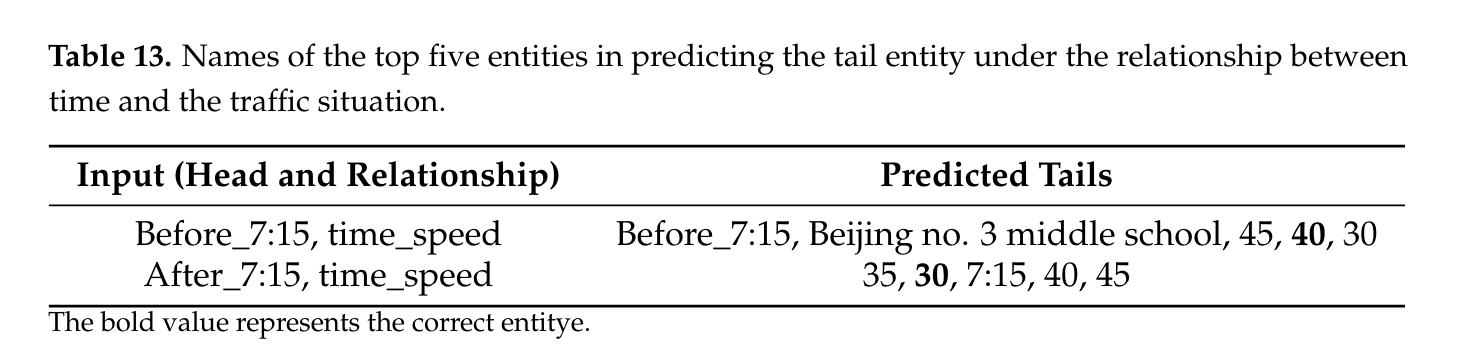 Table 13. Names of the top five entities in predicting the tail entity under the relationship between
time and the traffic situation.
Input (Head and Relationship) Predicted Tails
Before_7:15, time_speed Before_7:15, Beijing no. 3 middle school, 45, 40, 30
After_7:15, time_speed 35, 30, 7:15, 40, 45
The bold value represents the correct entitye.